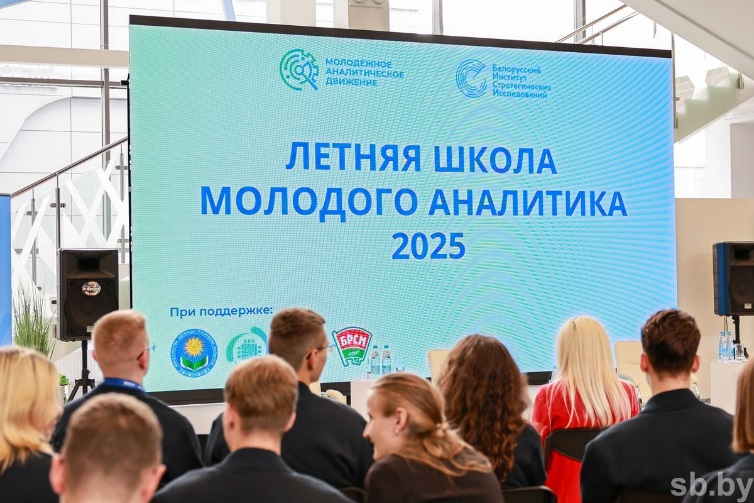 МОЛОДЕЖНОЕ
АНАЛИТИЧЕСКОЕ
ДВИЖЕНИЕ
Белорусский
Институт
Стратегических
Исследований
ЛЕТНЯЯ ШКОЛА
МОЛОДОГО АНАЛИТИКА
2025
При поддержке:
БРСМ
sb.by